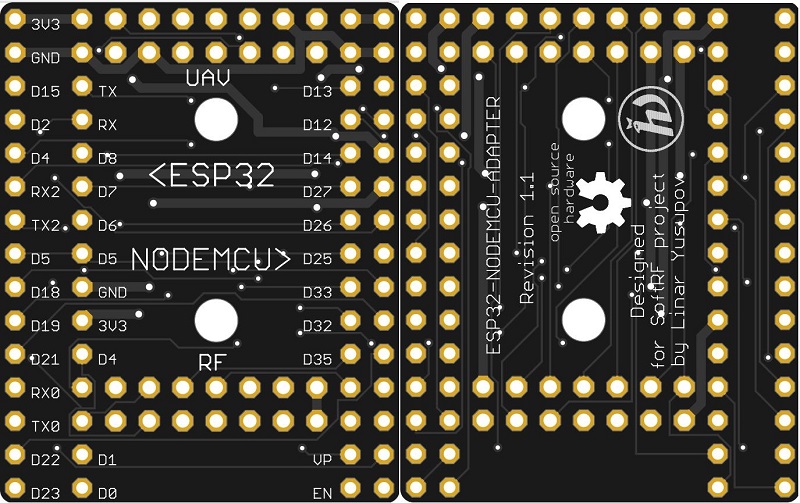 3V3
GND
UAV
D15 TX D13
D2 RX D12
D4 D8 D14
<ESP32
RX2 D7 D27
TX2 D6 D26
D5 D5 D25
NODEMCU>
D18 GND D33
D19 3V3 D32
D21 D4 D35
RF
RX0
TX0
D22 D1 VP
D23 D0 EN
ESP32-NODEMCU-ADAPTER
Revision 1.1
open source
hardware
Designed
for SoftRF project
by Linar Yusupov